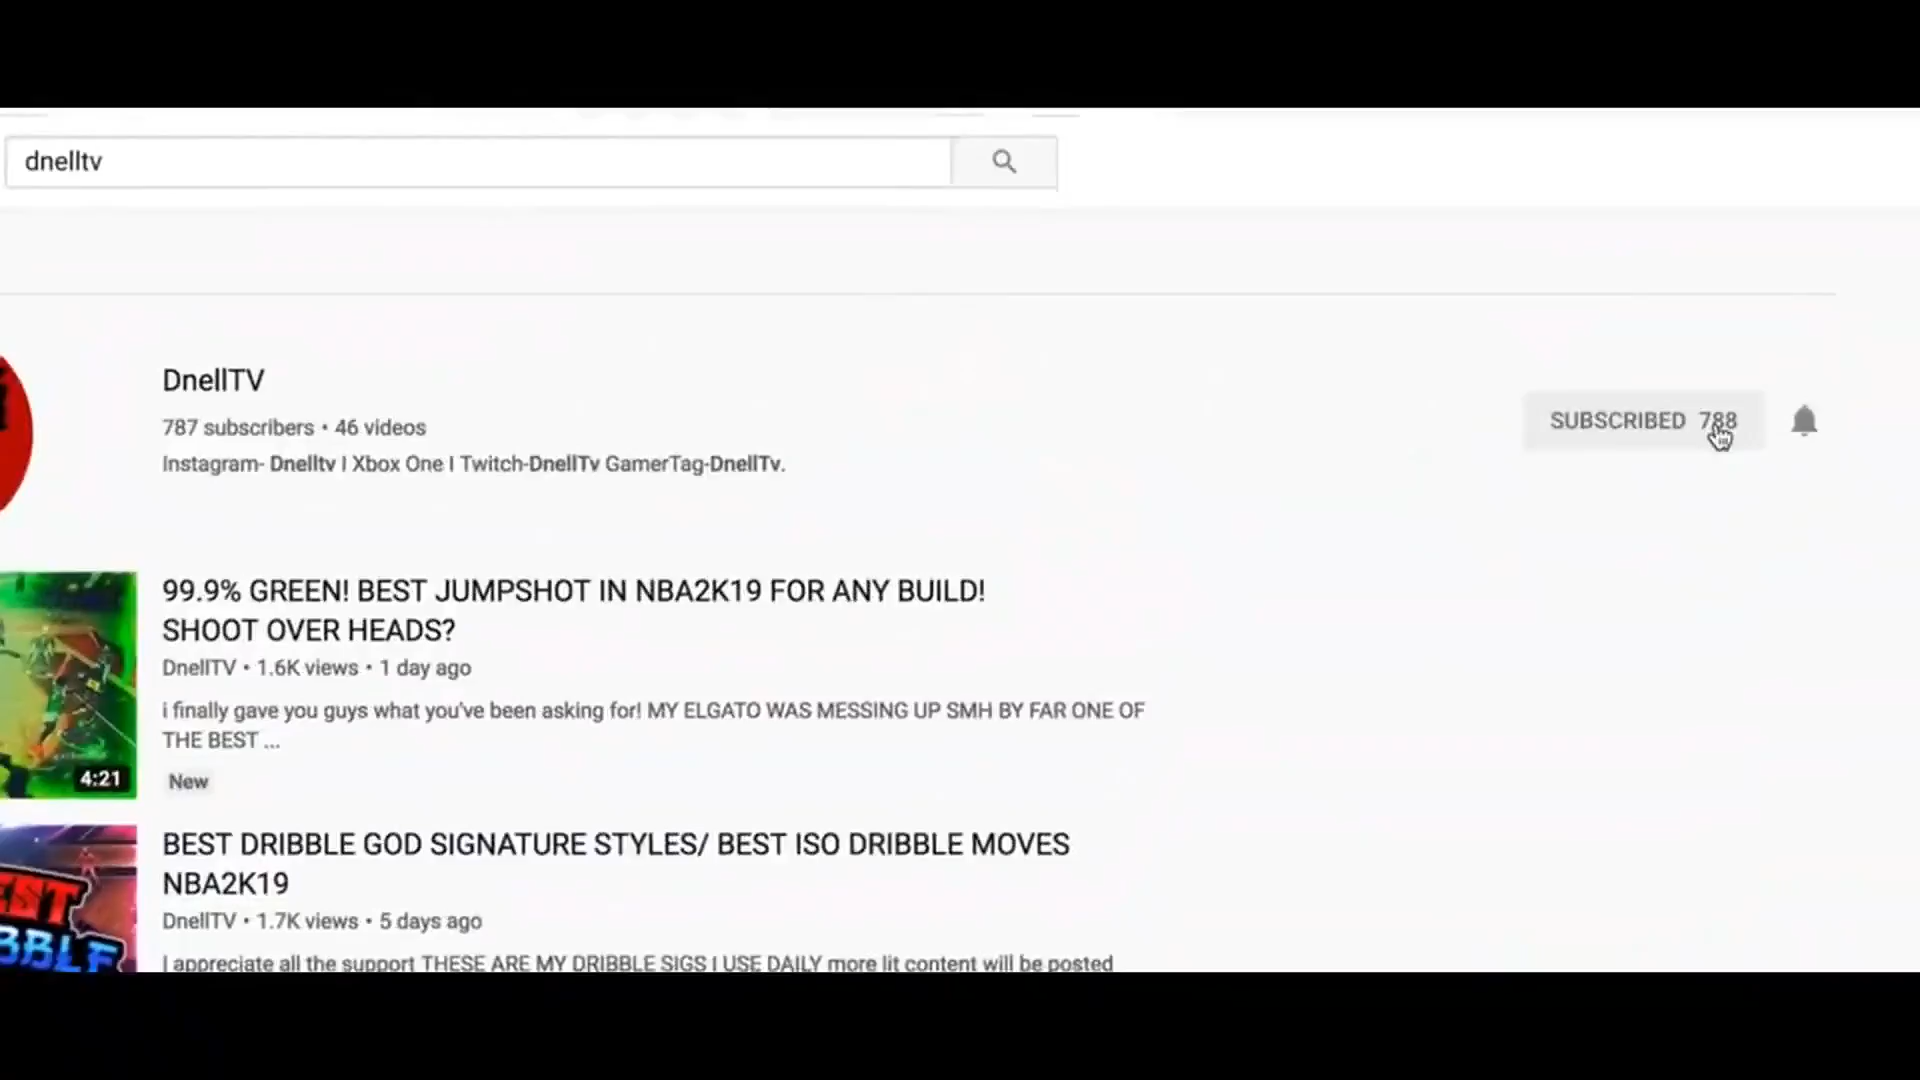 dnelltv
DnellTV
787 subscribers • 46 videos
SUBSCRIBED 788
Instagram- Dnelltv I Xbox One I Twitch-DnellTv GamerTag-DnellTv.
99.9% GREEN! BEST JUMPSHOT IN NBA2K19 FOR ANY BUILD!
SHOOT OVER HEADS?
DnellTV • 1.6K views • 1 day ago
i finally gave you guys what you've been asking for! MY ELGATO WAS MESSING UP SMH BY FAR ONE OF
THE BEST ...
4:21
New
BEST DRIBBLE GOD SIGNATURE STYLES/ BEST ISO DRIBBLE MOVES
NBA2K19
DnellTV • 1.7K views • 5 days ago
I appreciate all the support THESE ARE MY DRIBBLE SIGS I USE DAILY more lit content will be posted